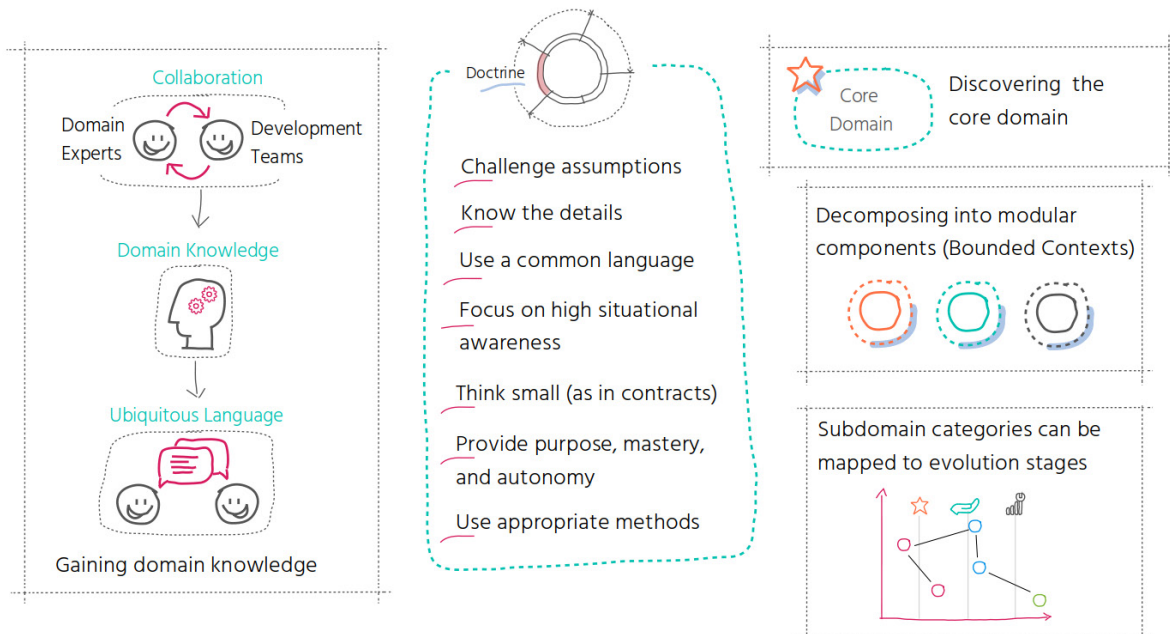 Collaboration
Domain
Experts
Development
Teams
Domain Knowledge
Ubiquitous Language
Gaining domain knowledge
Doctrine
Challenge assumptions
Know the details
Use a common language
Focus on high situational
awareness
Think small (as in contracts)
Provide purpose, mastery,
and autonomy
Use appropriate methods
Core
Domain
Discovering the
core domain
Decomposing into modular
components (Bounded Contexts)
Subdomain categories can be
mapped to evolution stages